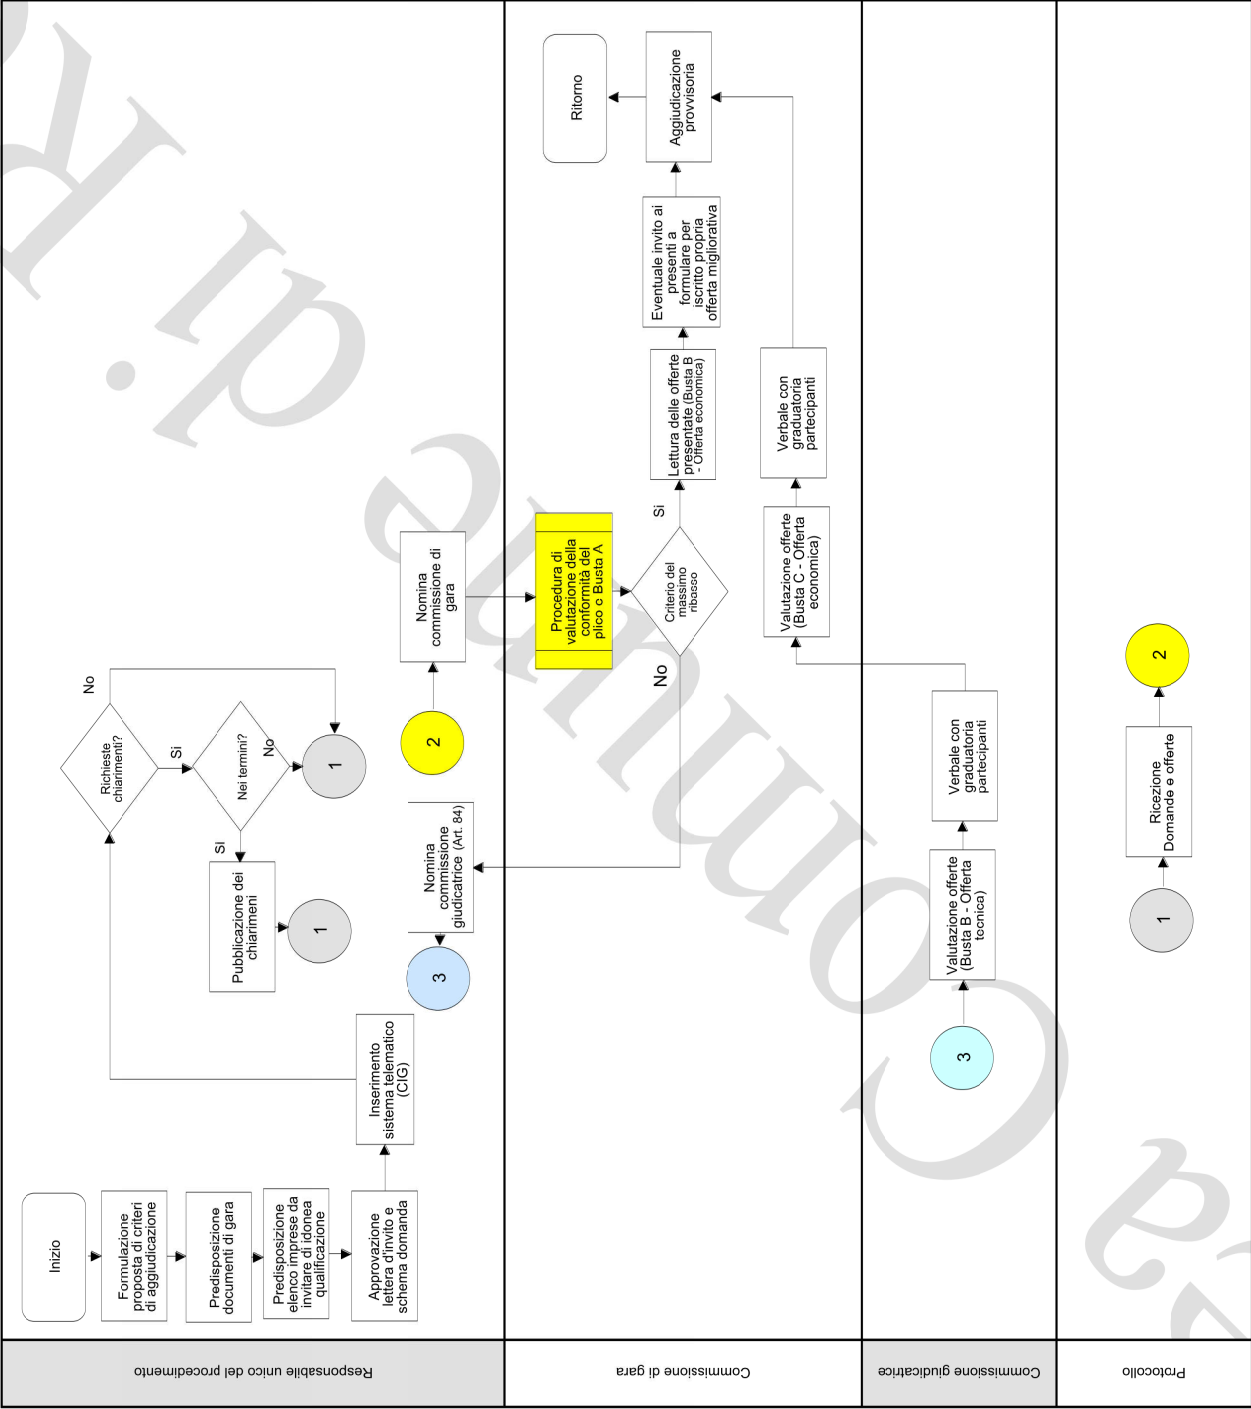 Responsabile unico del procedimento
Inizio
Formulazione
proposta di criteri
di aggiudicazione
Predisposizione
documenti di gara
Predisposizione
elenco imprese da
invitare di idonea
qualificazione
Approvazione
lettera d'invito e
schema domanda
Inserimento
sistema telematico
(CIG)
Richieste
chiarimenti?
No
Si
Nei termini?
No
Si
1
Pubblicazione dei
chiarimeni
1
2
Nomina
commissione di
gara
Nomina
commissione
giudicatrice (Art. 84)
3
Commissione di gara
Procedura di
valutazione della
conformità del
plico c Busta A
Criterio del
massimo
ribasso
No
Si
Lettura delle offerte
presentate (Busta B
- Offerta economica)
Eventuale invito ai
presenti a
formulare per
iscritto propria
offerta migliorativa
Aggiudicazione
provvisoria
Ritorno
Valutazione offerte
(Busta C - Offerta
economica)
Verbale con
graduatoria
partecipanti
Commissione giudicatrice
3
Valutazione offerte
(Busta B - Offerta
tecnica)
Verbale con
graduatoria
partecipanti
Protocollo
1
Ricezione
Domande e offerte
2
ea Comune di R